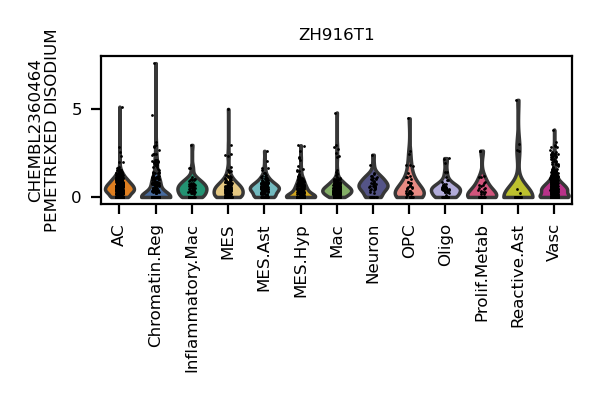 ZH916T1
CHEMBL2360464
PEMETREXED DISODIUM
5
0
AC
Chromatin.Reg
Inflammatory.Mac
MES
MES.Ast
MES.Hyp
Mac
Neuron
OPC
Oligo
Prolif.Metab
Reactive.Ast
Vasc